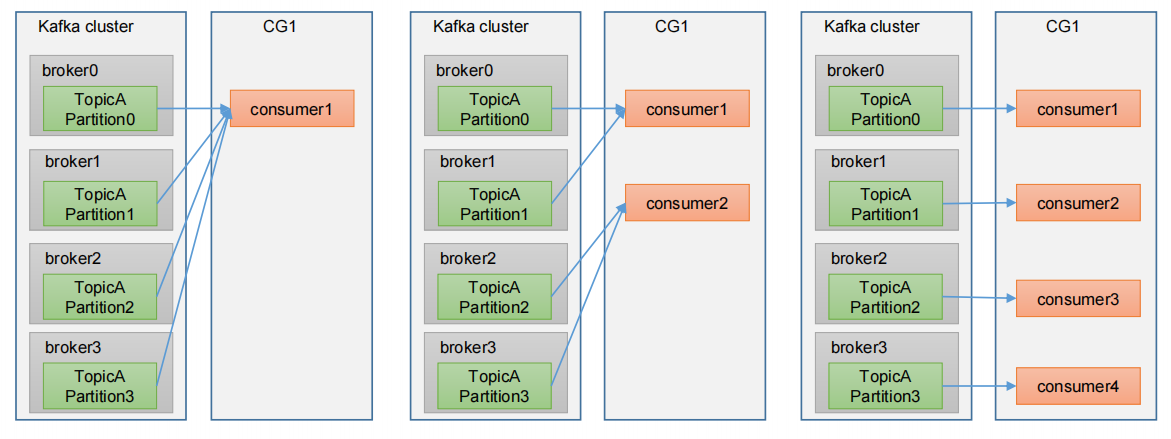 Kafka cluster
CG1
broker0
TopicA
Partition0
consumer1
broker1
TopicA
Partition1
broker2
TopicA
Partition2
broker3
TopicA
Partition3
Kafka cluster
CG1
broker0
TopicA
Partition0
consumer1
broker1
TopicA
Partition1
consumer2
broker2
TopicA
Partition2
broker3
TopicA
Partition3
Kafka cluster
CG1
broker0
TopicA
Partition0
consumer1
broker1
TopicA
Partition1
consumer2
broker2
TopicA
Partition2
consumer3
broker3
TopicA
Partition3
consumer4